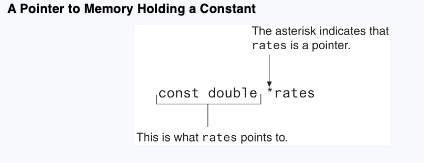 A Pointer to Memory Holding a Constant
The asterisk indicates that
rates is a pointer.
const double *rates
This is what rates points to.